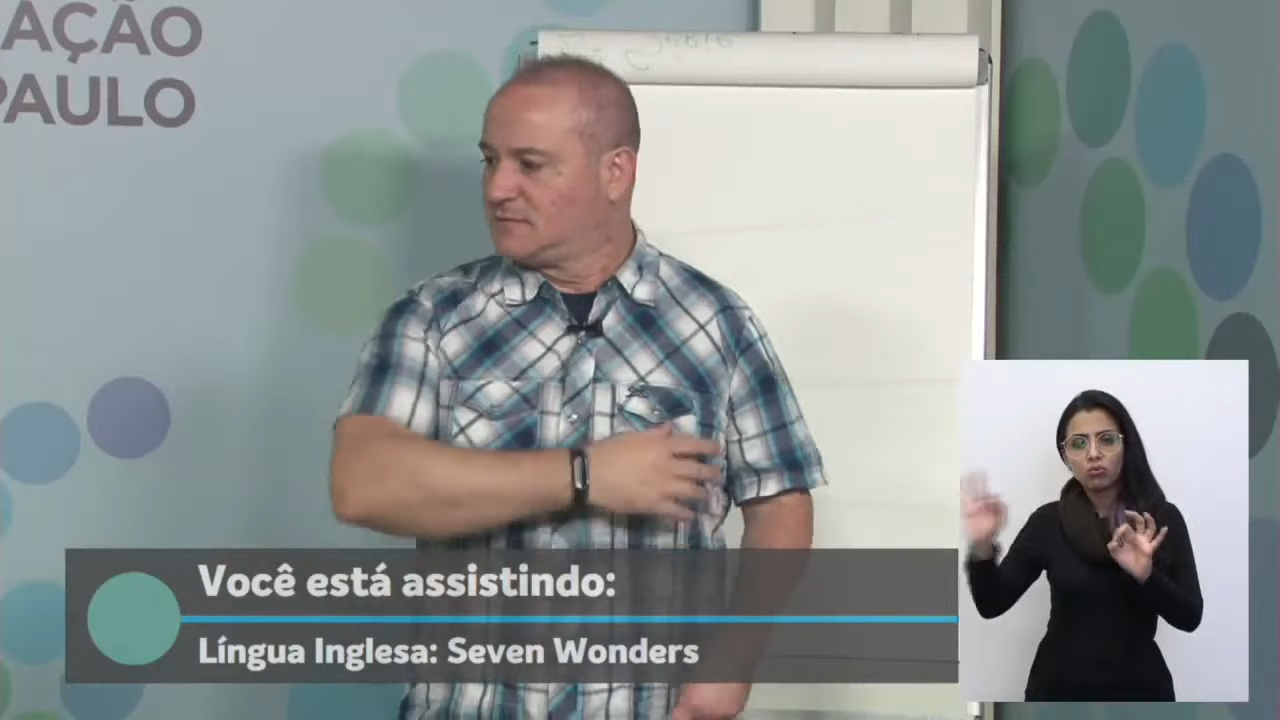 AÇÃO
PAULO
Você está assistindo:
Língua Inglesa: Seven Wonders